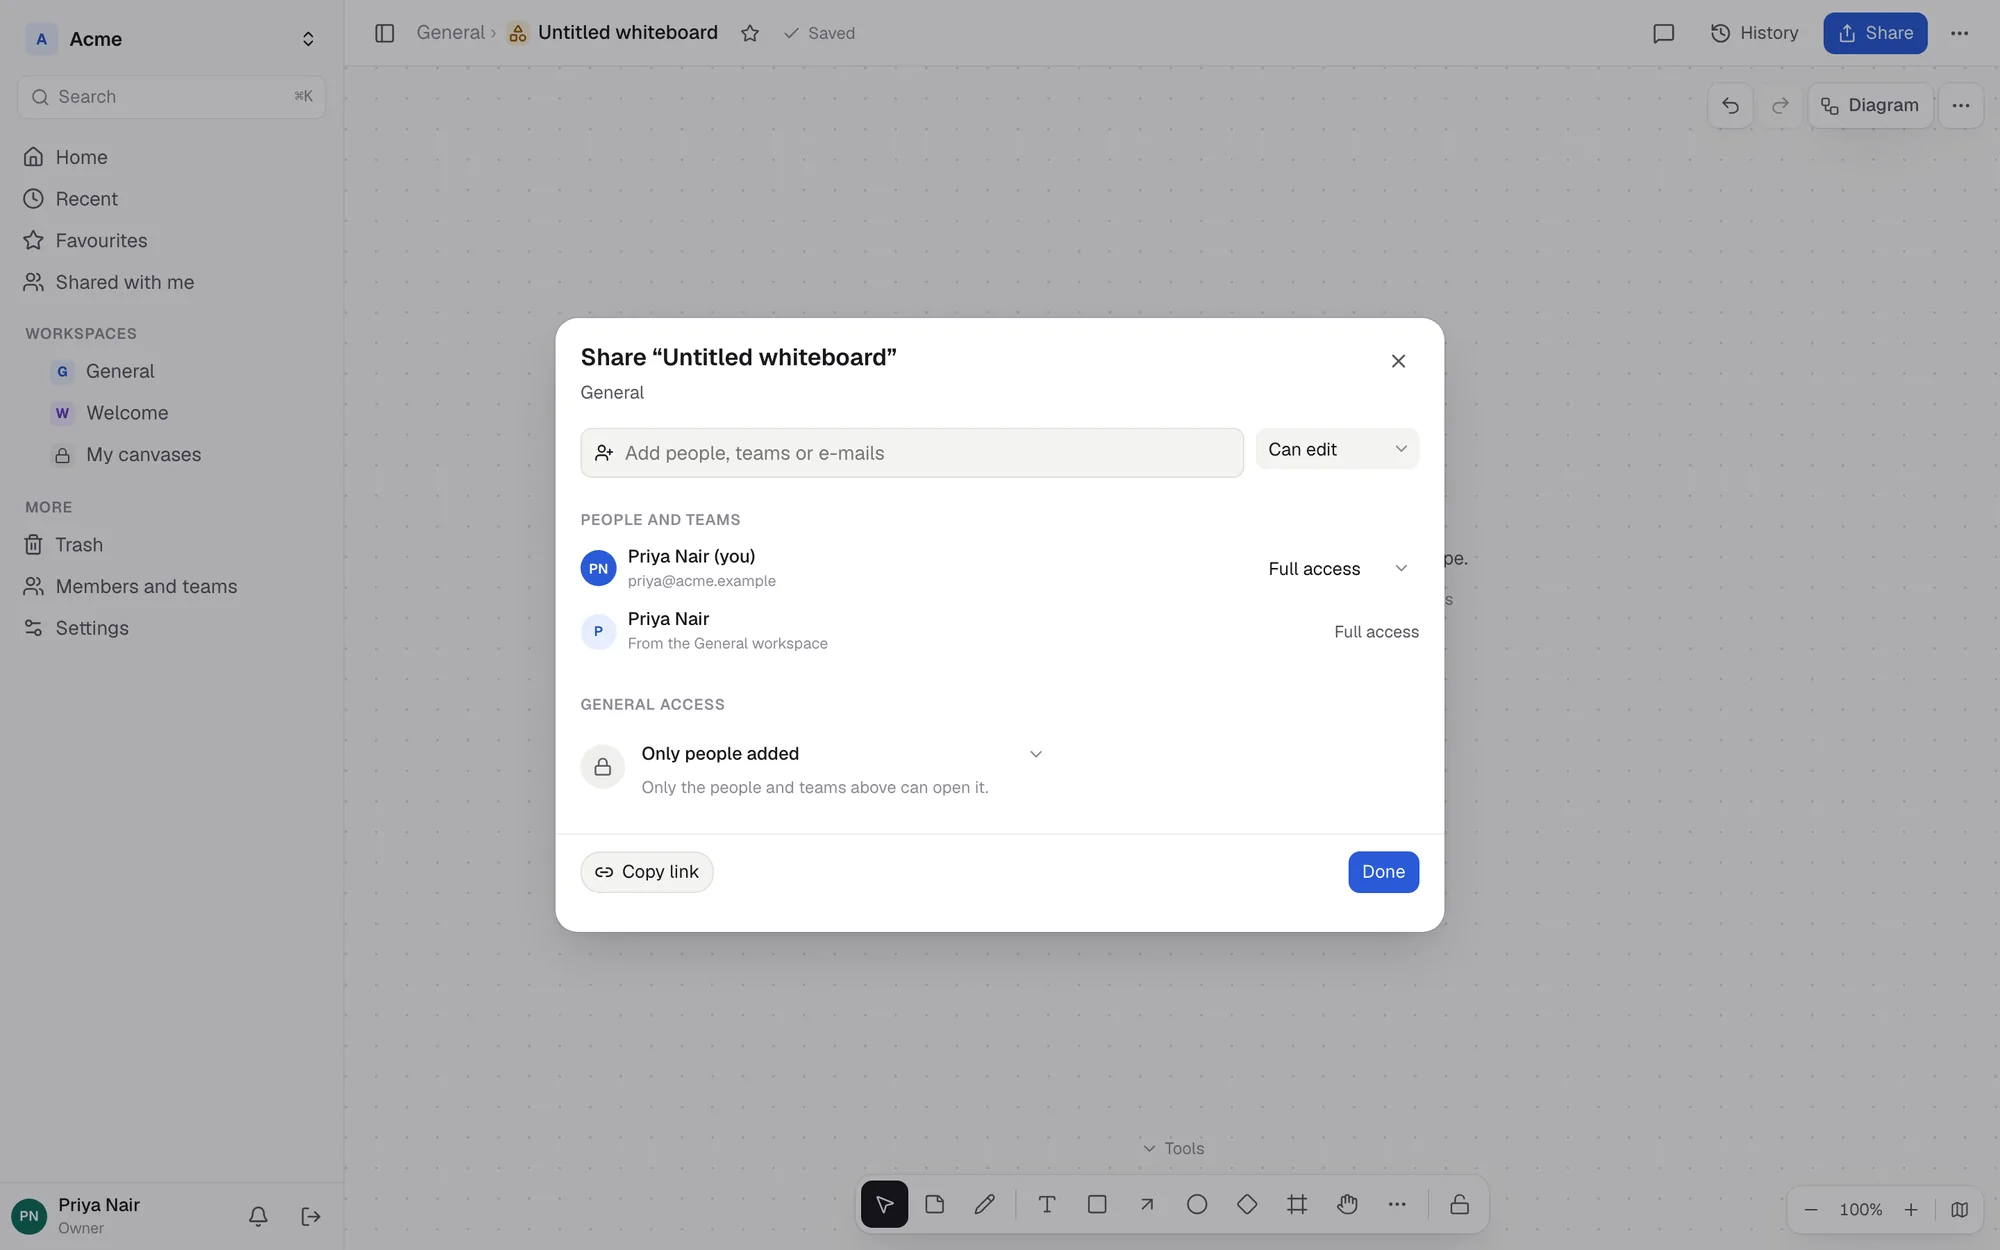 A Acme
Search ⌘K
Home
Recent
Favourites
Shared with me
WORKSPACES
G General
W Welcome
My canvases
MORE
Trash
Members and teams
Settings
PN Priya Nair
Owner
General › Untitled whiteboard Saved
History Share
Diagram
Share “Untitled whiteboard”
General
Add people, teams or e-mails Can edit
PEOPLE AND TEAMS
PN Priya Nair (you) Full access
priya@acme.example
P Priya Nair Full access
From the General workspace
GENERAL ACCESS
Only people added
Only the people and teams above can open it.
Copy link Done
pe.
s
Tools
100%